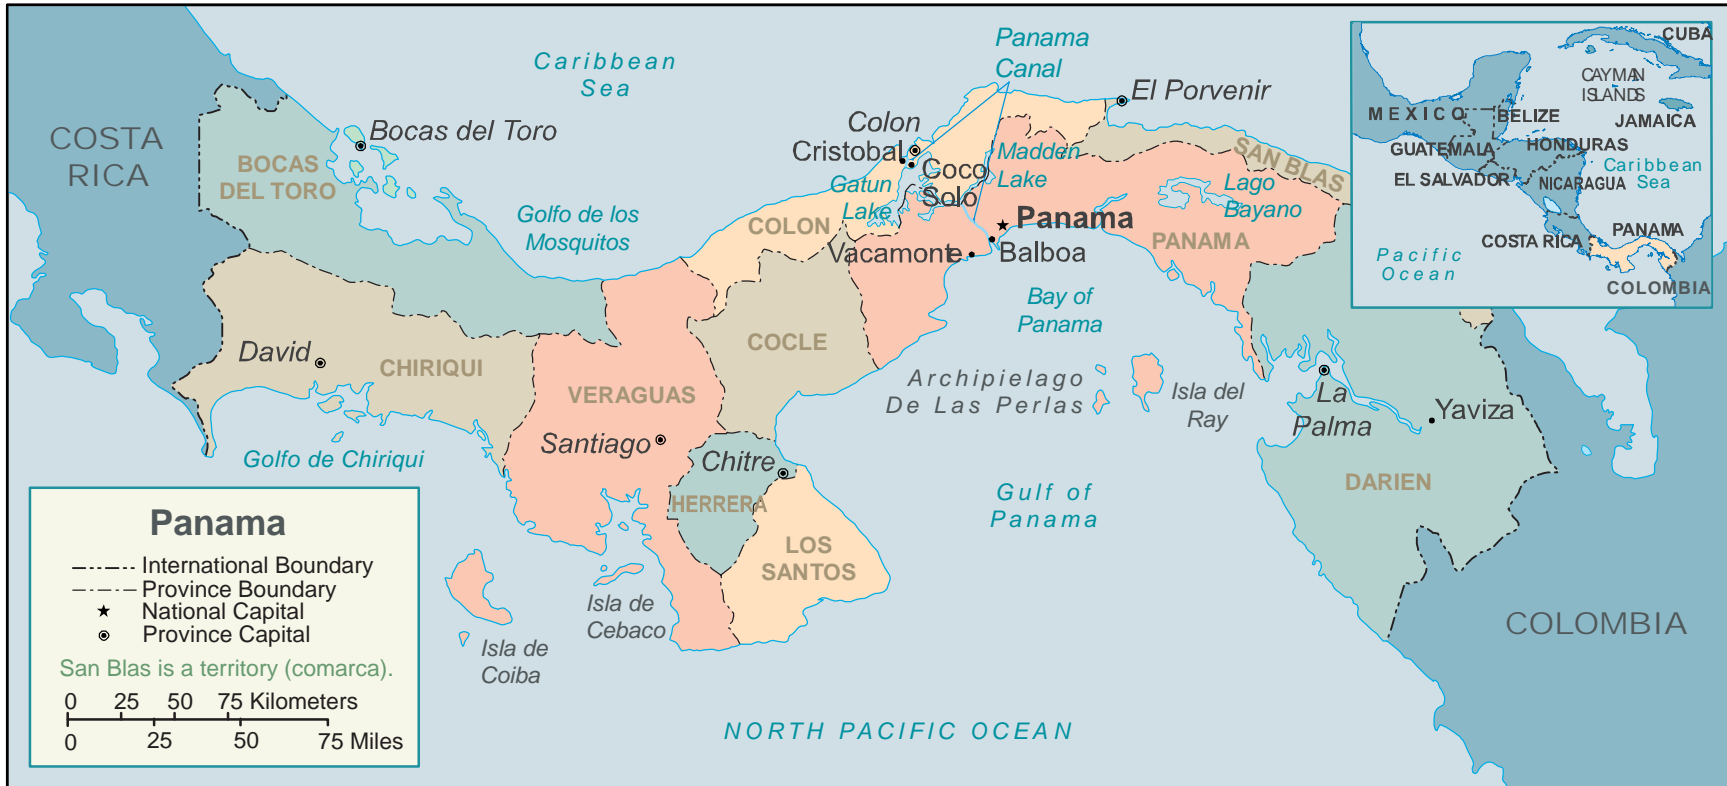 COSTA
RICA
BOCAS
DEL TORO
Bocas del Toro
Caribbean
Sea
Golfo de los
Mosquitos
Panama
Canal
El Porvenir
Colon
Cristobal
Coco
Solo
Gatun
Lake
Madden
Lake
SAN BLAS
Lago
Bayano
COLON
Panama
PANAMA
Vacamonte
Balboa
Bay of
Panama
COCLE
David
CHIRIQUI
VERAGUAS
Archipielago
De Las Perlas
Isla del
Ray
La
Palma
Yaviza
Santiago
Chitre
Golfo de Chiriqui
HERRERA
Gulf of
Panama
DARIEN
LOS
SANTOS
Isla de
Cebaco
Isla de
Coiba
COLOMBIA
NORTH PACIFIC OCEAN
Panama
International Boundary
Province Boundary
National Capital
Province Capital
San Blas is a territory (comarca).
0 25 50 75 Kilometers
0 25 50 75 Miles
CUBA
CAYMAN
ISLANDS
MEXICO
BELIZE
JAMAICA
GUATEMALA
HONDURAS
Caribbean
Sea
EL SALVADOR
NICARAGUA
COSTA RICA
PANAMA
Pacific
Ocean
COLOMBIA